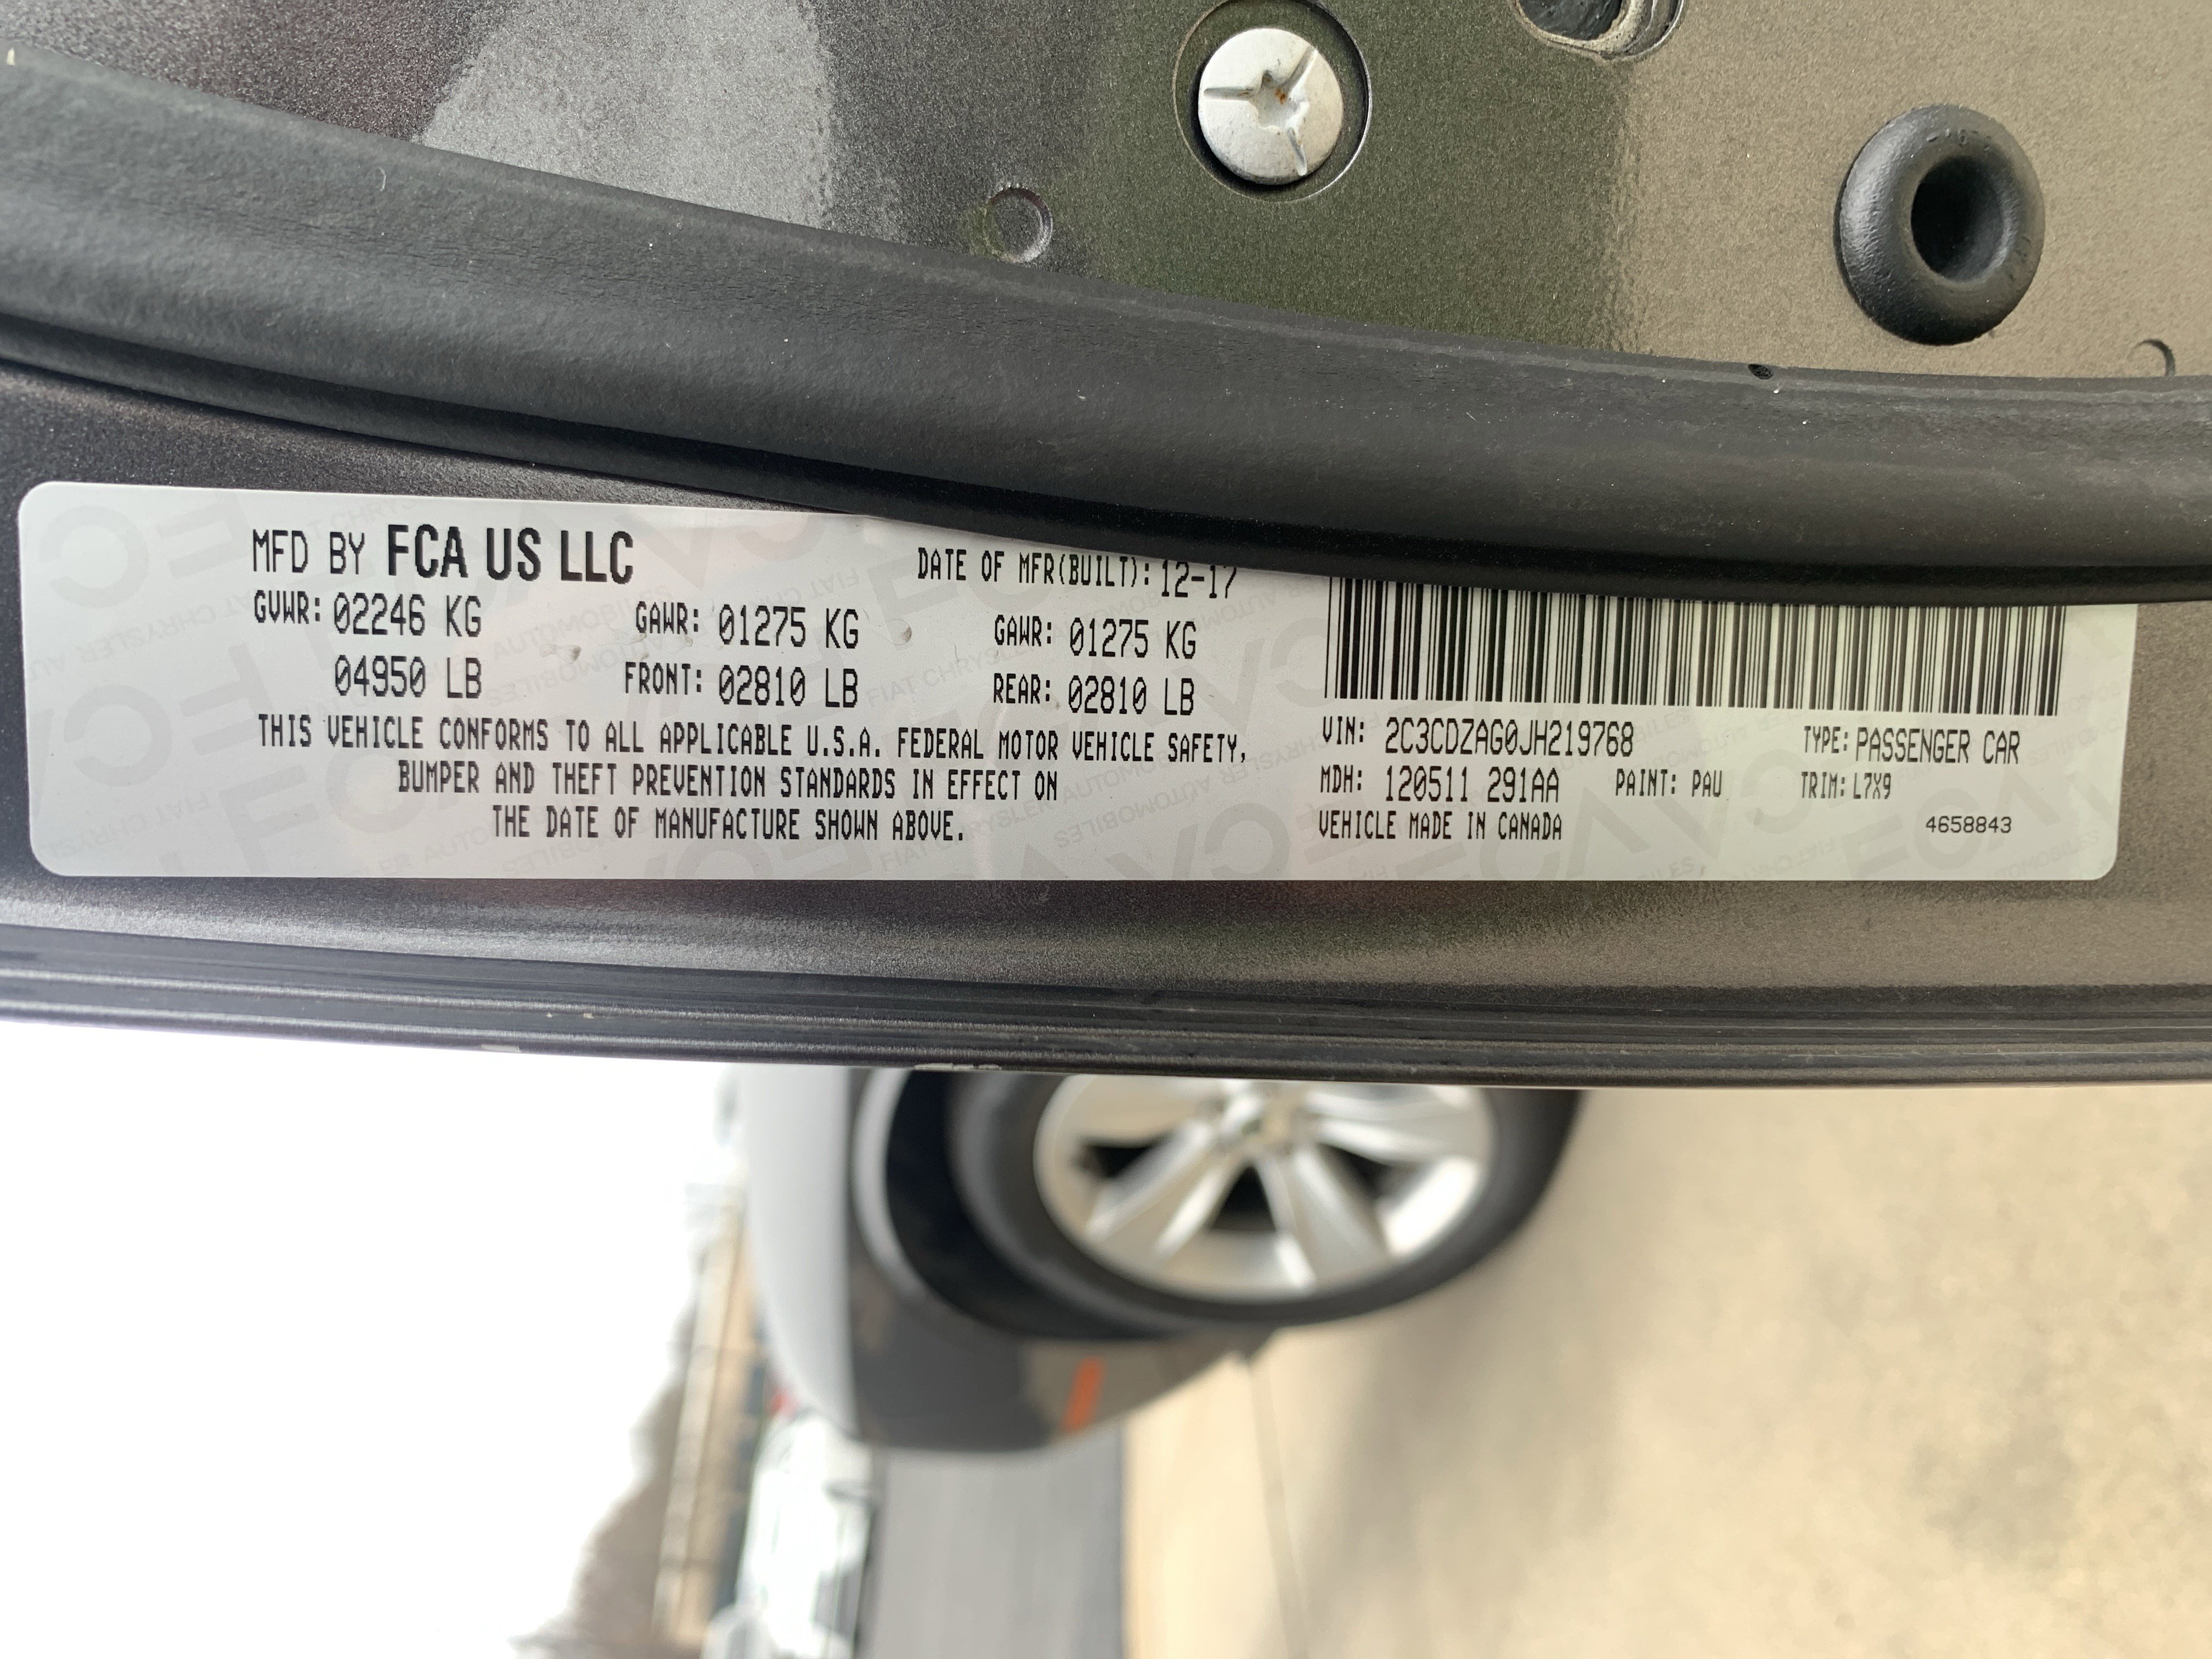 MFD BY FCA US LLC
DATE OF MFR(BUILT): 12-17
GVWR: 02246 KG GAWR: 01275 KG GAWR: 01275 KG
04950 LB FRONT: 02810 LB REAR: 02810 LB
THIS VEHICLE CONFORMS TO ALL APPLICABLE U.S.A. FEDERAL MOTOR VEHICLE SAFETY,
BUMPER AND THEFT PREVENTION STANDARDS IN EFFECT ON
THE DATE OF MANUFACTURE SHOWN ABOVE.
VIN: 2C3CDZAG0JH219768 TYPE: PASSENGER CAR
MDH: 120511 291AA PAINT: PAU TRIM: L7X9
VEHICLE MADE IN CANADA 4658843